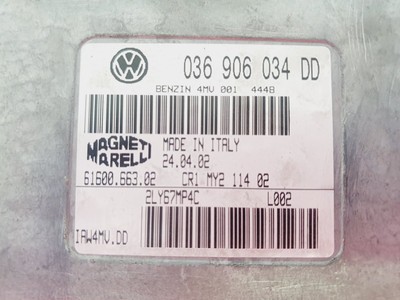 036 906 034 DD
BENZIN 4MV 001 4448
MAGNETI
MARELLI
MADE IN ITALY
24.04.02
61600.663.02 CR1 MY2 114 02
2LY67MP4C L002
IAW4MV.DD